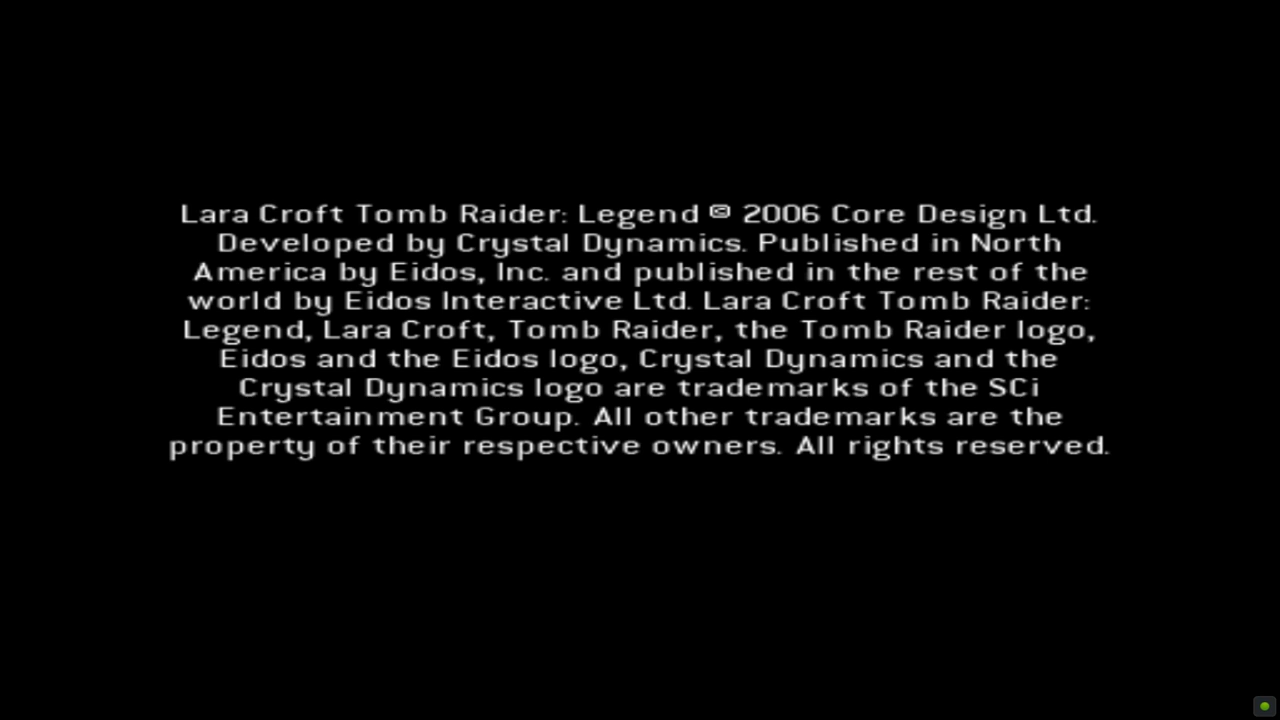 Lara Croft Tomb Raider: Legend © 2006 Core Design Ltd.
Developed by Crystal Dynamics. Published in North
America by Eidos, Inc. and published in the rest of the
world by Eidos Interactive Ltd. Lara Croft Tomb Raider:
Legend, Lara Croft, Tomb Raider, the Tomb Raider logo,
Eidos and the Eidos logo, Crystal Dynamics and the
Crystal Dynamics logo are trademarks of the SCi
Entertainment Group. All other trademarks are the
property of their respective owners. All rights reserved.